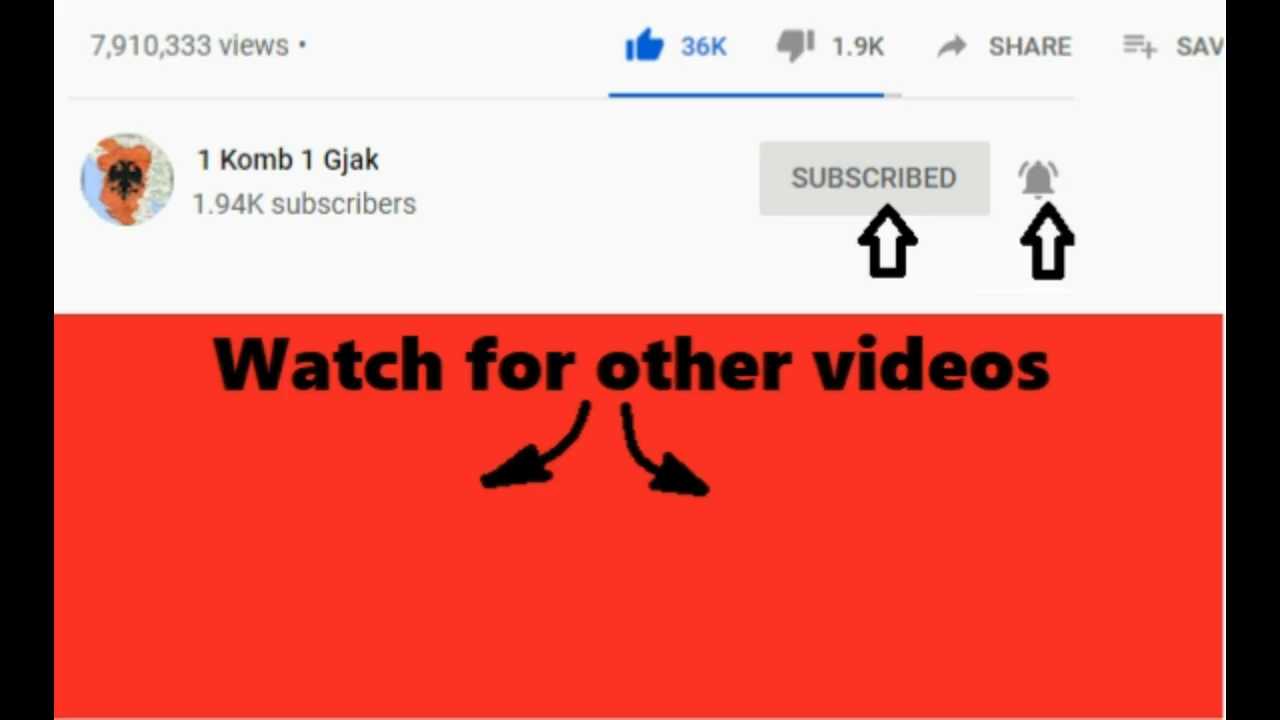 7,910,333 views •
36K
1.9K
SHARE
SAV
1 Komb 1 Gjak
1.94K subscribers
SUBSCRIBED
Watch for other videos